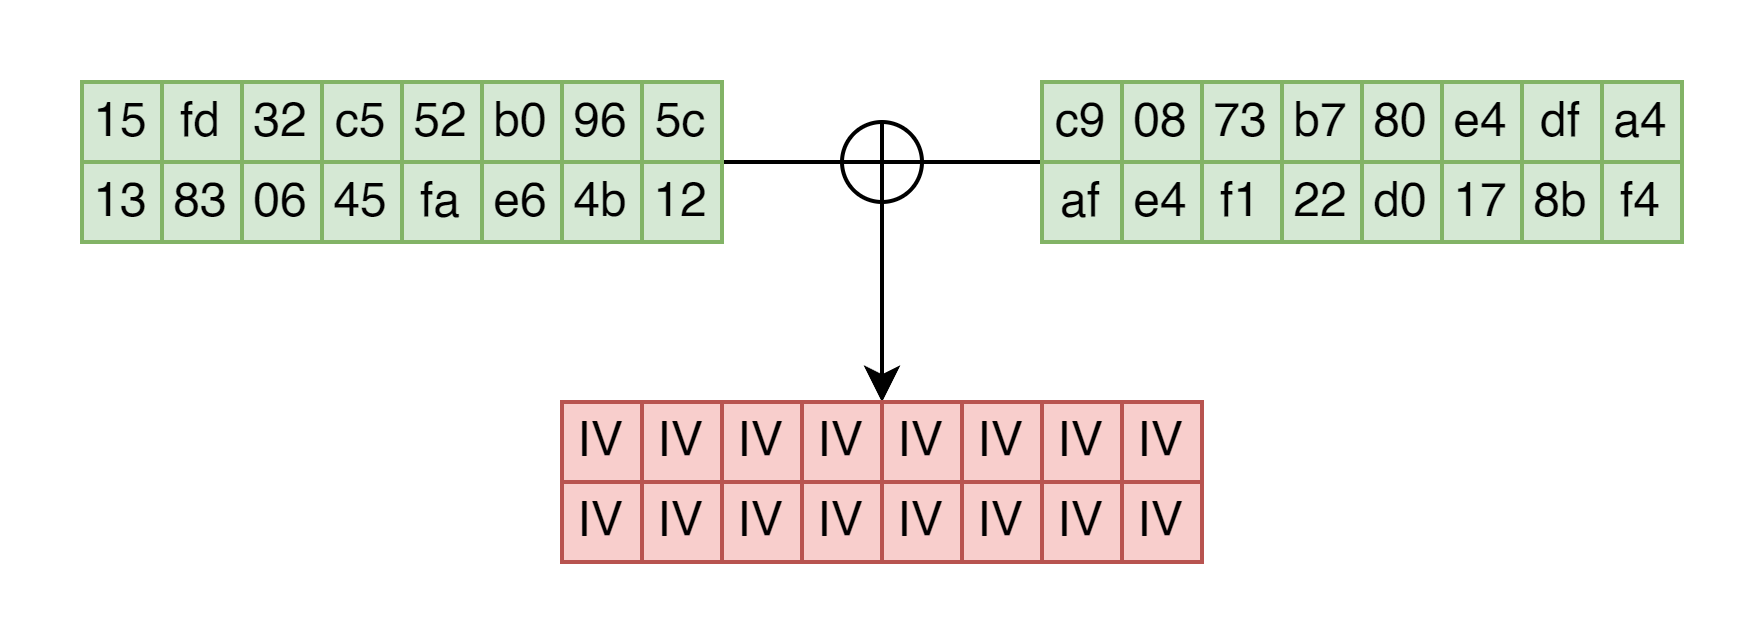 15 fd 32 c5 52 b0 96 5c
13 83 06 45 fa e6 4b 12
c9 08 73 b7 80 e4 df a4
af e4 f1 22 d0 17 8b f4
IV IV IV IV IV IV IV IV
IV IV IV IV IV IV IV IV